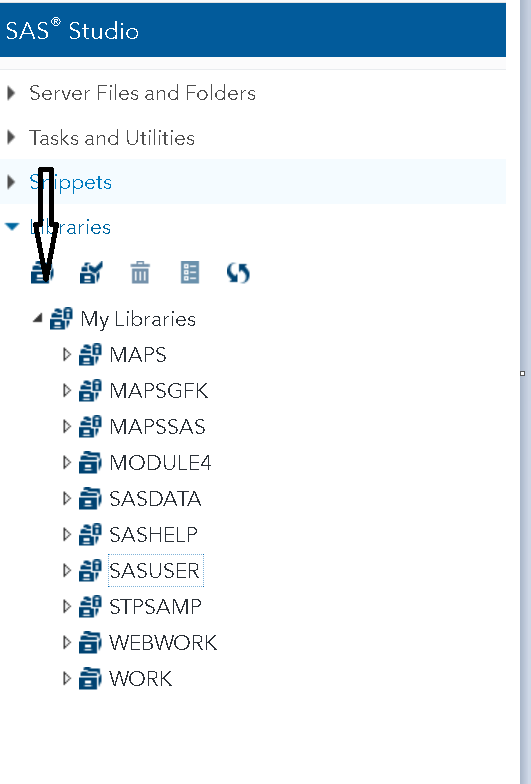 SAS® Studio
Server Files and Folders
Tasks and Utilities
Snippets
Libraries
My Libraries
MAPS
MAPSGFK
MAPSSAS
MODULE4
SASDATA
SASHELP
SASUSER
STPSAMP
WEBWORK
WORK